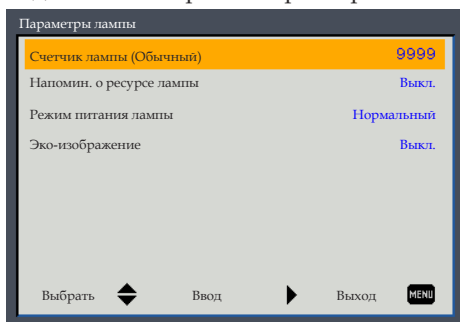 Параметры лампы
Счетчик лампы (Обычный) 9999
Напомин. о ресурсе лампы Выкл.
Режим питания лампы Нормальный
Эко-изображение Выкл.
Выбрать Ввод Выход MENU